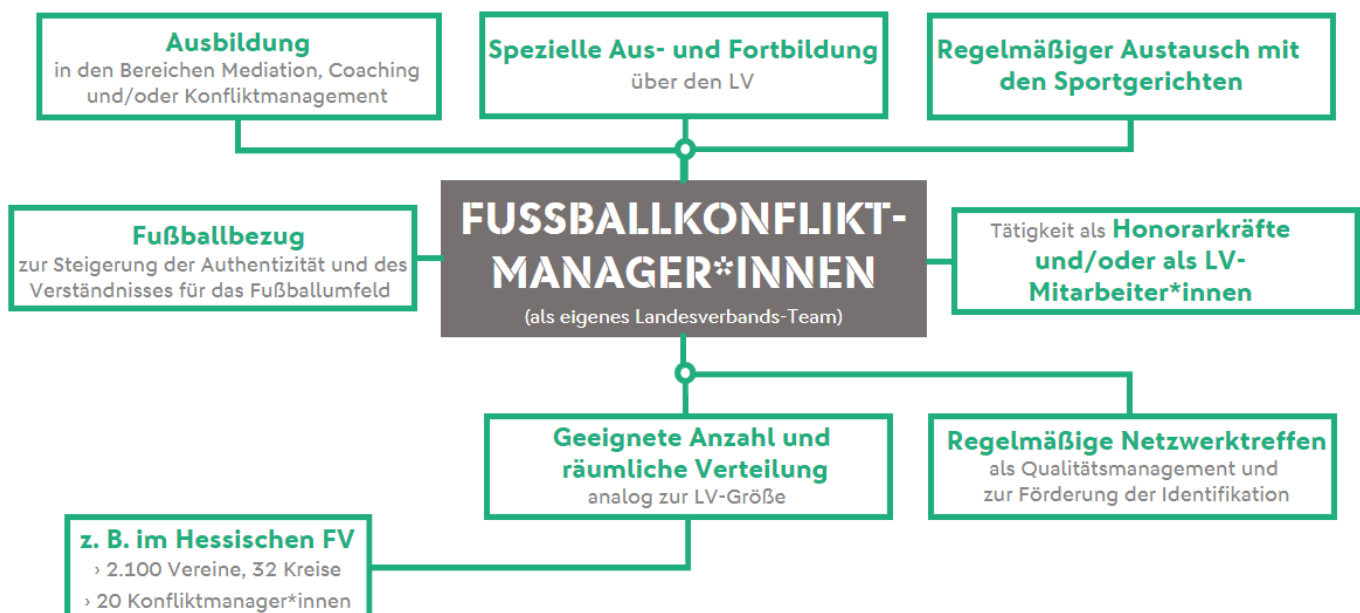 Ausbildung
in den Bereichen Mediation, Coaching
und/oder Konfliktmanagement
Spezielle Aus- und Fortbildung
über den LV
Regelmäßiger Austausch mit
den Sportgerichten
Fußballbezug
zur Steigerung der Authentizität und des
Verständnisses für das Fußballumfeld
FUSSBALLKONFLIKT-
MANAGER*INNEN
(als eigenes Landesverbands-Team)
Tätigkeit als Honorarkräfte
und/oder als LV-
Mitarbeiter*innen
Geeignete Anzahl und
räumliche Verteilung
analog zur LV-Größe
Regelmäßige Netzwerktreffen
als Qualitätsmanagement und
zur Förderung der Identifikation
z. B. im Hessischen FV
› 2.100 Vereine, 32 Kreise
› 20 Konfliktmanager*innen